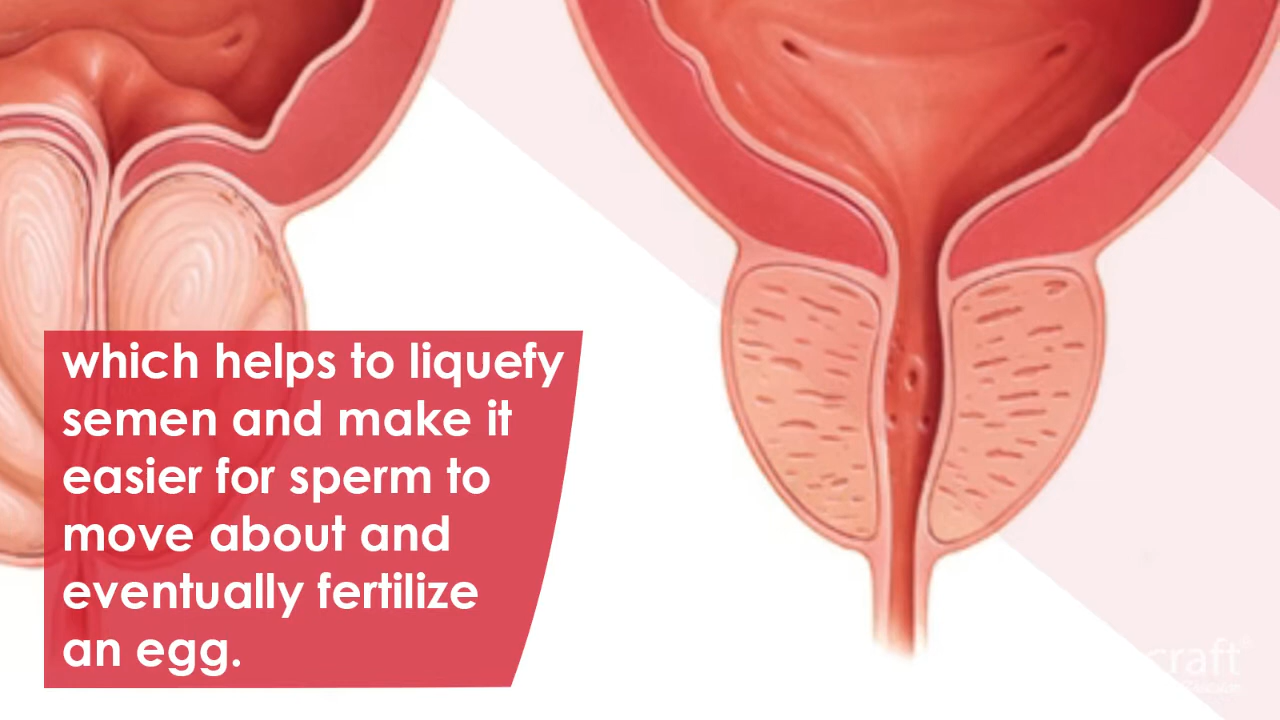 which helps to liquefy
semen and make it
easier for sperm to
move about and
eventually fertilize
an egg.
craft